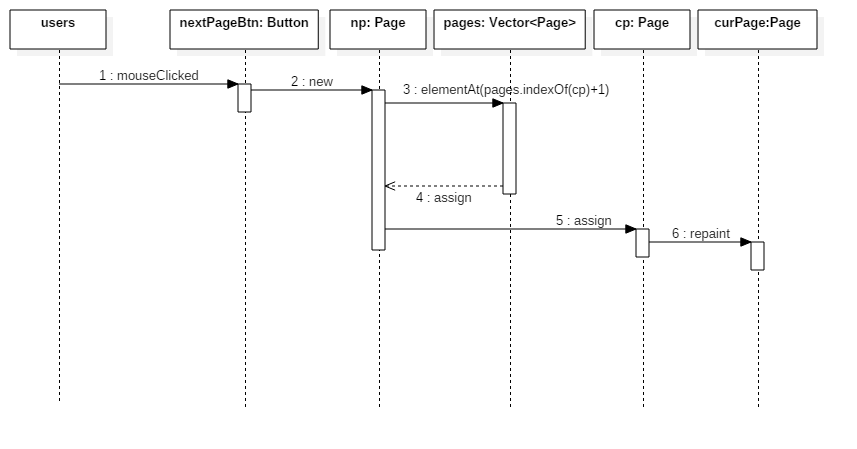 users
nextPageBtn: Button
np: Page
pages: Vector<Page>
cp: Page
curPage:Page
1 : mouseClicked
2 : new
3 : elementAt(pages.indexOf(cp)+1)
4 : assign
5 : assign
6 : repaint